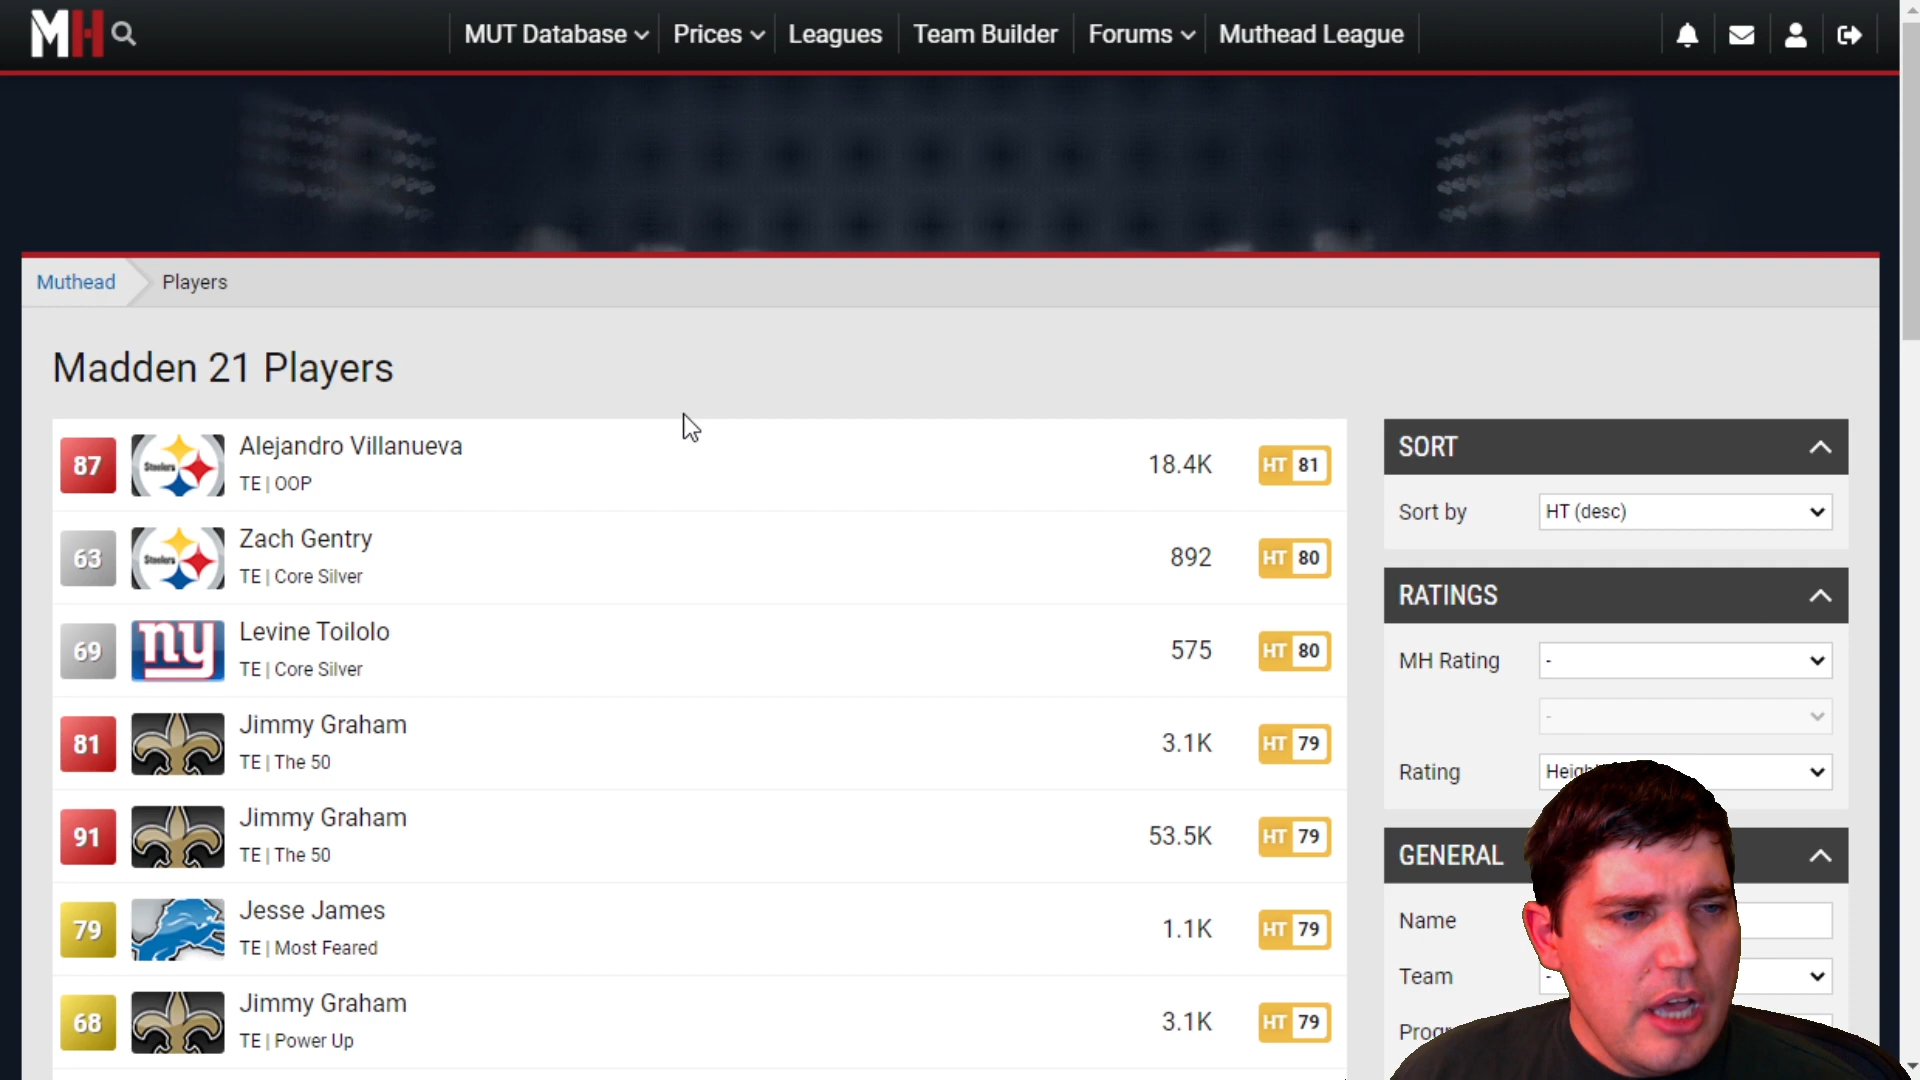 MH MUT Database Prices Leagues Team Builder Forums Muthead League
Muthead Players
Madden 21 Players
87 Steelers Alejandro Villanueva 18.4K HT 81
TE | OOP
63 Steelers Zach Gentry 892 HT 80
TE | Core Silver
69 ny Levine Toilolo 575 HT 80
TE | Core Silver
81 Jimmy Graham 3.1K HT 79
TE | The 50
91 Jimmy Graham 53.5K HT 79
TE | The 50
79 Jesse James 1.1K HT 79
TE | Most Feared
68 Jimmy Graham 3.1K HT 79
TE | Power Up
SORT
Sort by HT (desc)
RATINGS
MH Rating -
-
Rating
GENERAL
Name
Team -